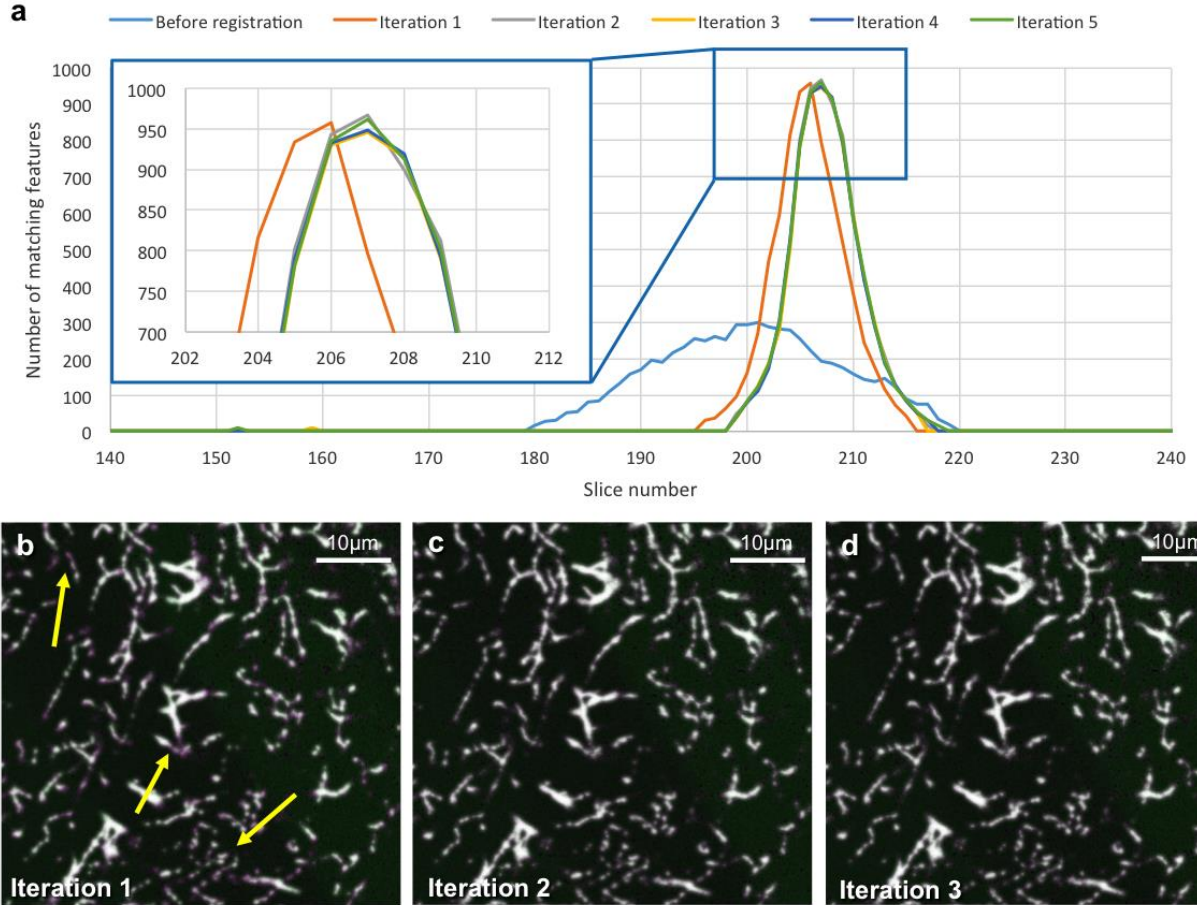 a
Before registration Iteration 1 Iteration 2 Iteration 3 Iteration 4 Iteration 5
Number of matching features
1000
900
800
700
600
500
400
300
200
100
0
1000
950
900
850
800
750
700
202 204 206 208 210 212
140 150 160 170 180 190 200 210 220 230 240
Slice number
b 10μm
Iteration 1
c 10μm
Iteration 2
d 10μm
Iteration 3